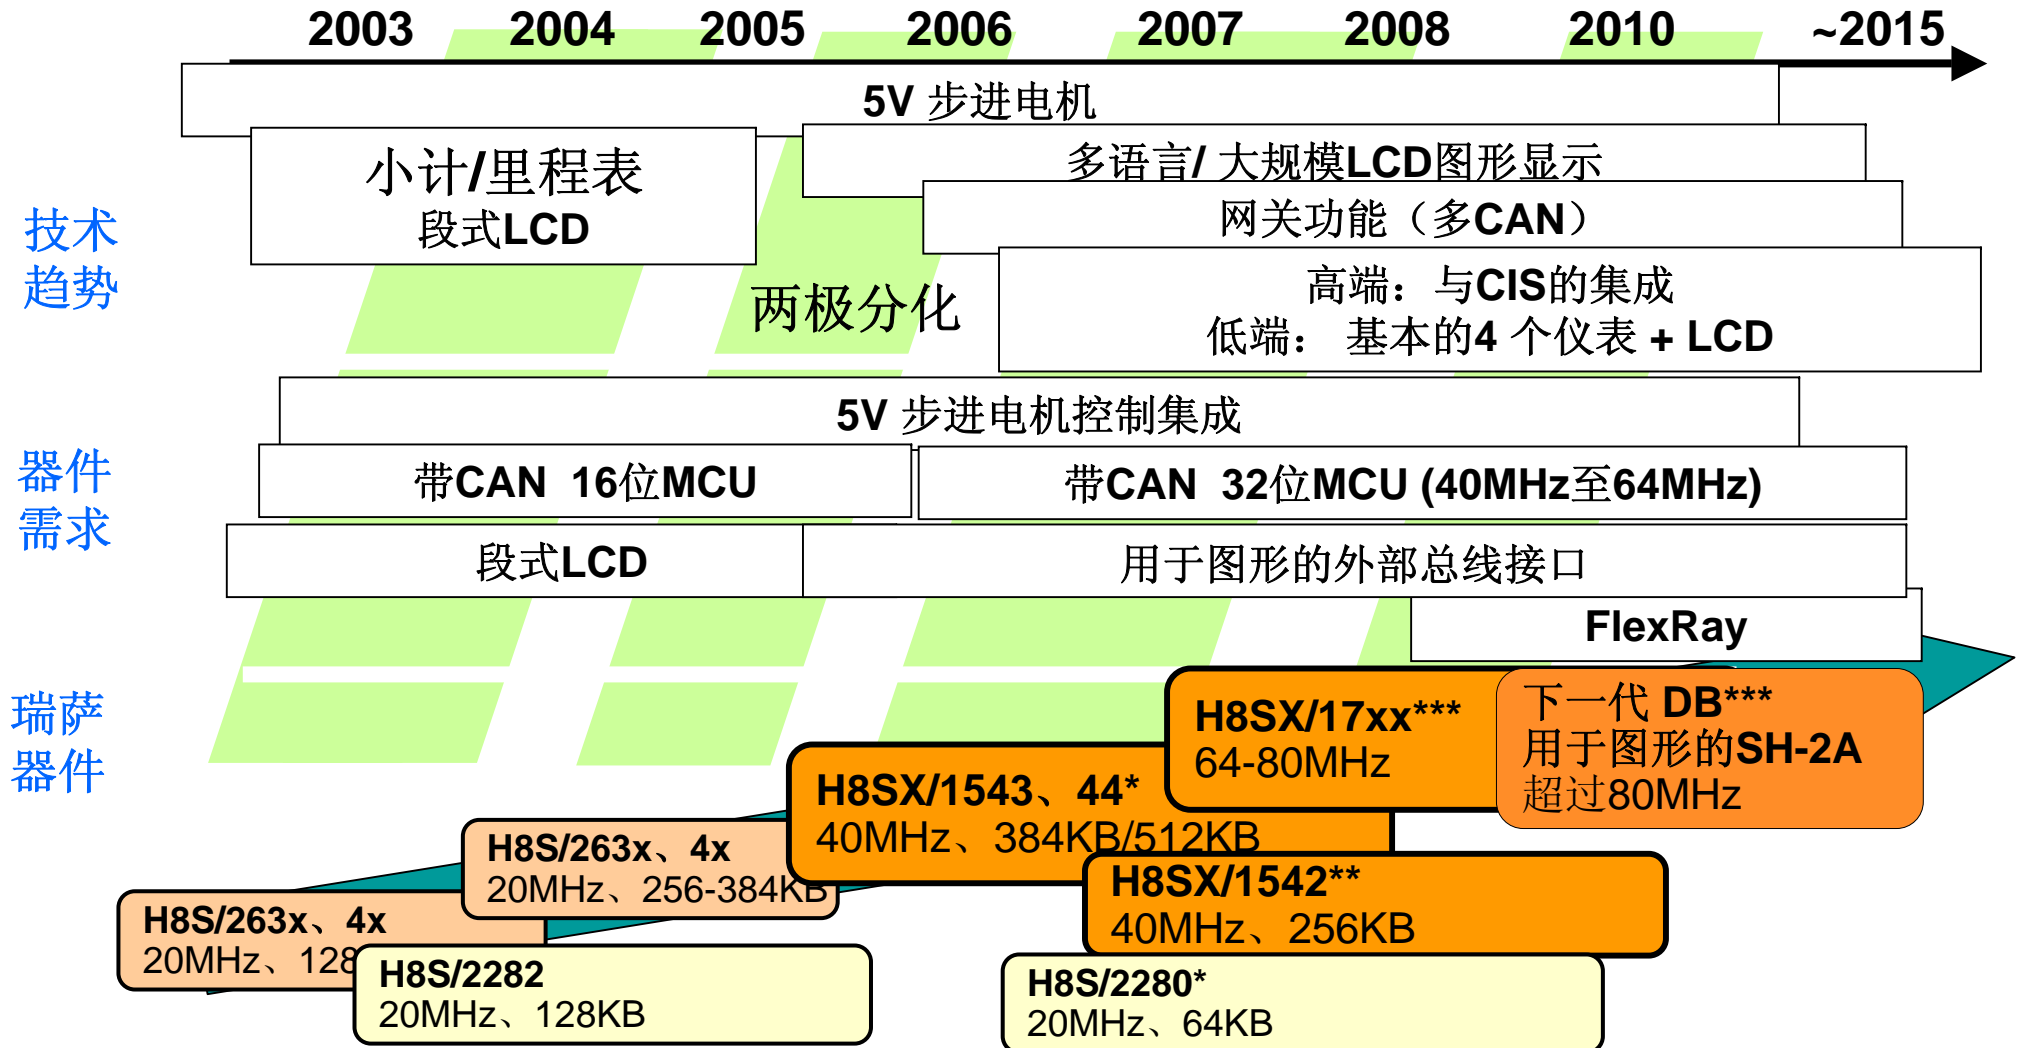 2003 2004 2005 2006 2007 2008 2010 ~2015
5V 步进电机
小计/里程表
段式LCD
多语言/ 大规模LCD图形显示
网关功能（多CAN）
技术
趋势
两极分化
高端：与CIS的集成
低端： 基本的4 个仪表 + LCD
5V 步进电机控制集成
器件
需求
带CAN 16位MCU
带CAN 32位MCU (40MHz至64MHz)
段式LCD
用于图形的外部总线接口
FlexRay
瑞萨
器件
H8SX/17xx***
64-80MHz
下一代 DB***
用于图形的SH-2A
超过80MHz
H8SX/1543、44*
40MHz、384KB/512KB
H8S/263x、4x
20MHz、256-384KB
H8SX/1542**
40MHz、256KB
H8S/263x、4x
20MHz、128
H8S/2282
20MHz、128KB
H8S/2280*
20MHz、64KB